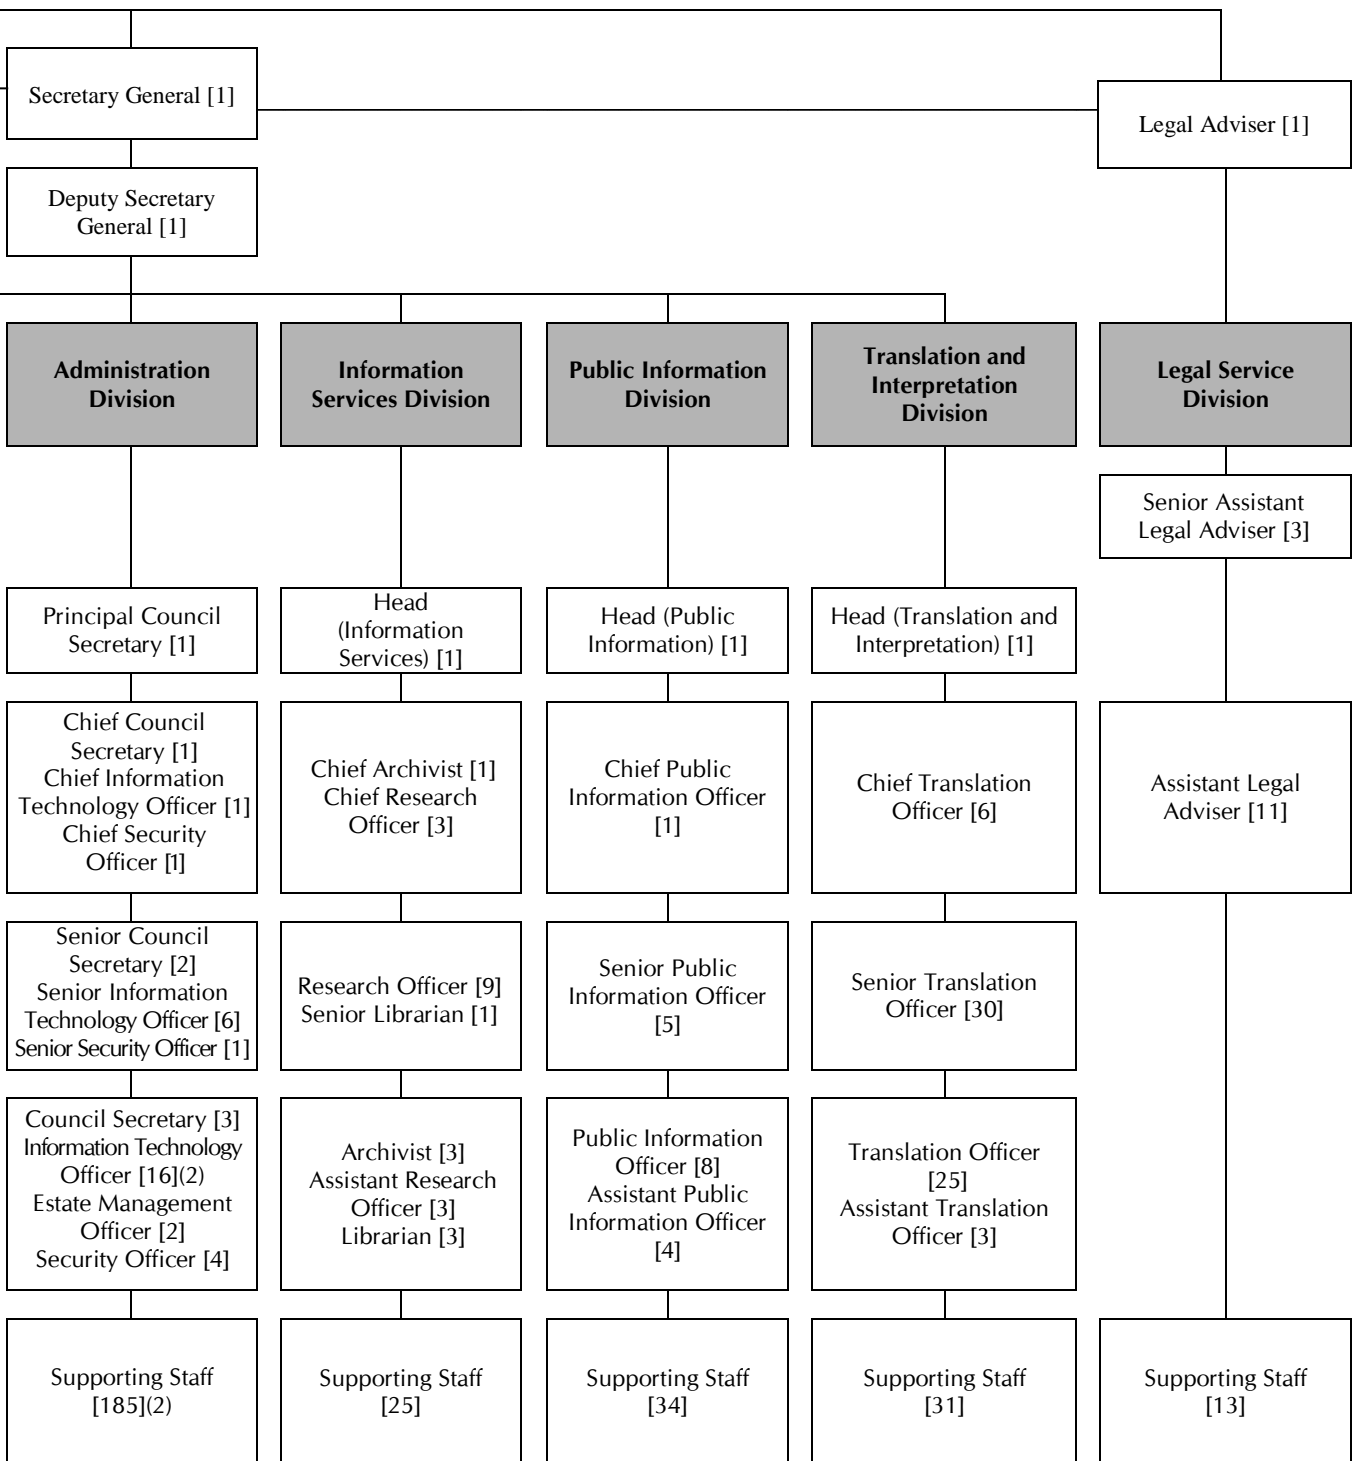 Secretary General [1]
Legal Adviser [1]
Deputy Secretary
General [1]
Administration
Division
Information
Services Division
Public Information
Division
Translation and
Interpretation
Division
Legal Service
Division
Senior Assistant
Legal Adviser [3]
Principal Council
Secretary [1]
Head
(Information
Services) [1]
Head (Public
Information) [1]
Head (Translation and
Interpretation) [1]
Chief Council
Secretary [1]
Chief Information
Technology Officer [1]
Chief Security
Officer [1]
Chief Archivist [1]
Chief Research
Officer [3]
Chief Public
Information Officer
[1]
Chief Translation
Officer [6]
Assistant Legal
Adviser [11]
Senior Council
Secretary [2]
Senior Information
Technology Officer [6]
Senior Security Officer [1]
Research Officer [9]
Senior Librarian [1]
Senior Public
Information Officer
[5]
Senior Translation
Officer [30]
Council Secretary [3]
Information Technology
Officer [16](2)
Estate Management
Officer [2]
Security Officer [4]
Archivist [3]
Assistant Research
Officer [3]
Librarian [3]
Public Information
Officer [8]
Assistant Public
Information Officer
[4]
Translation Officer
[25]
Assistant Translation
Officer [3]
Supporting Staff
[185](2)
Supporting Staff
[25]
Supporting Staff
[34]
Supporting Staff
[31]
Supporting Staff
[13]